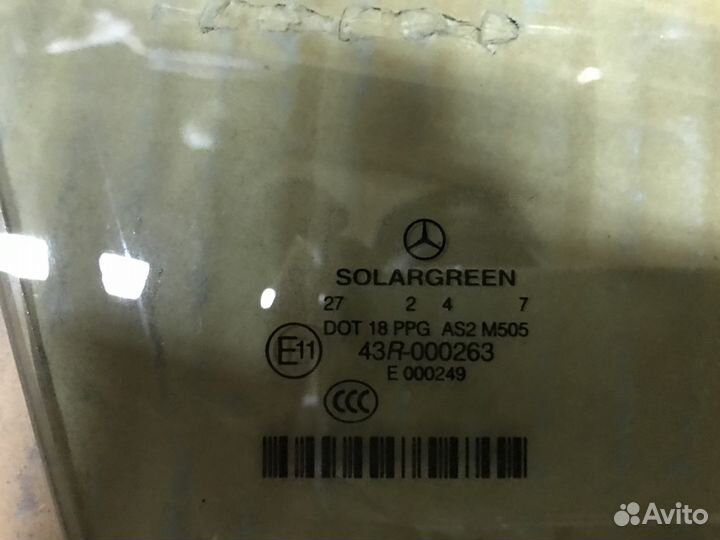 SOLARGREEN
27 2 4 7
DOT 18 PPG AS2 M505
E11 43R-000263
E 000249
CCC
Avito